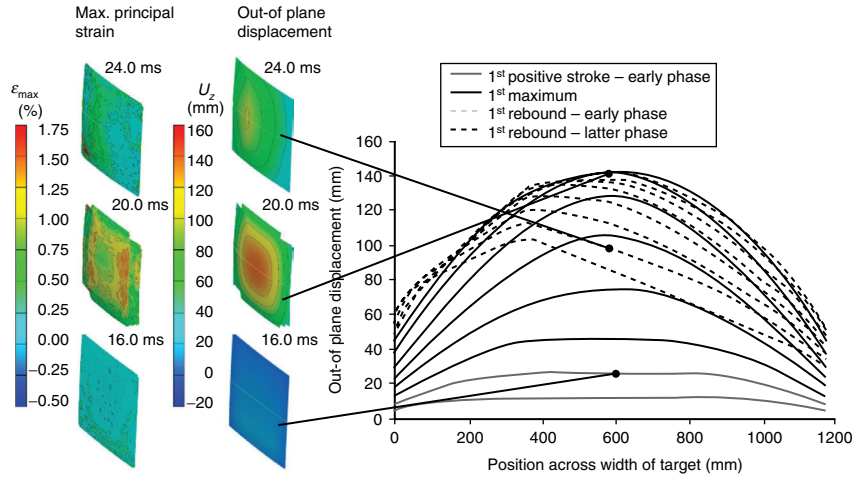 Max. principal
strain
Out-of plane
displacement
24.0 ms
24.0 ms
εmax
(%)
Uz
(mm)
1.75
1.50
1.25
1.00
0.75
0.50
0.25
0.00
−0.25
−0.50
160
140
120
100
80
60
40
20
0
−20
20.0 ms
20.0 ms
16.0 ms
16.0 ms
1st positive stroke – early phase
1st maximum
1st rebound – early phase
1st rebound – latter phase
Out-of plane displacement (mm)
160
140
120
100
80
60
40
20
0
0
200
400
600
800
1000
1200
Position across width of target (mm)